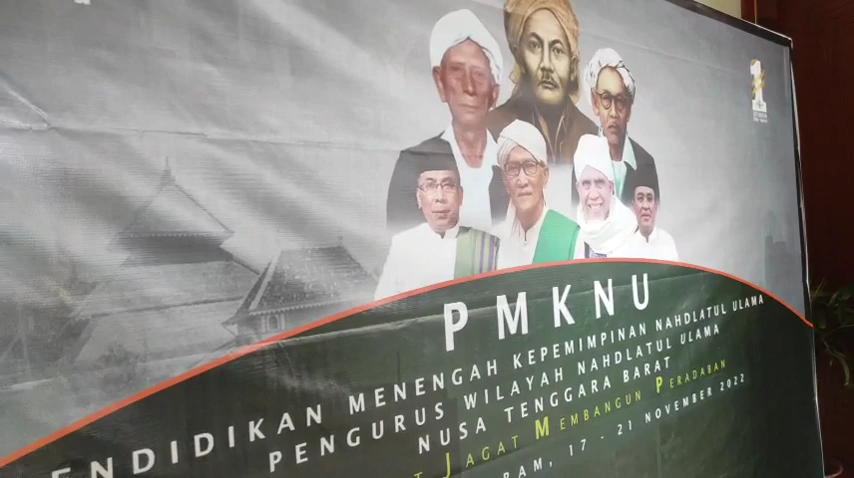 PMKNU
ENDIDIKAN MENENGAH KEPEMIMPINAN NAHDLATUL ULAMA
PENGURUS WILAYAH NAHDLATUL ULAMA
NUSA TENGGARA BARAT
T JAGAT MEMBANGUN PERADABAN
RAM, 17 - 21 NOVEMBER 2022
1